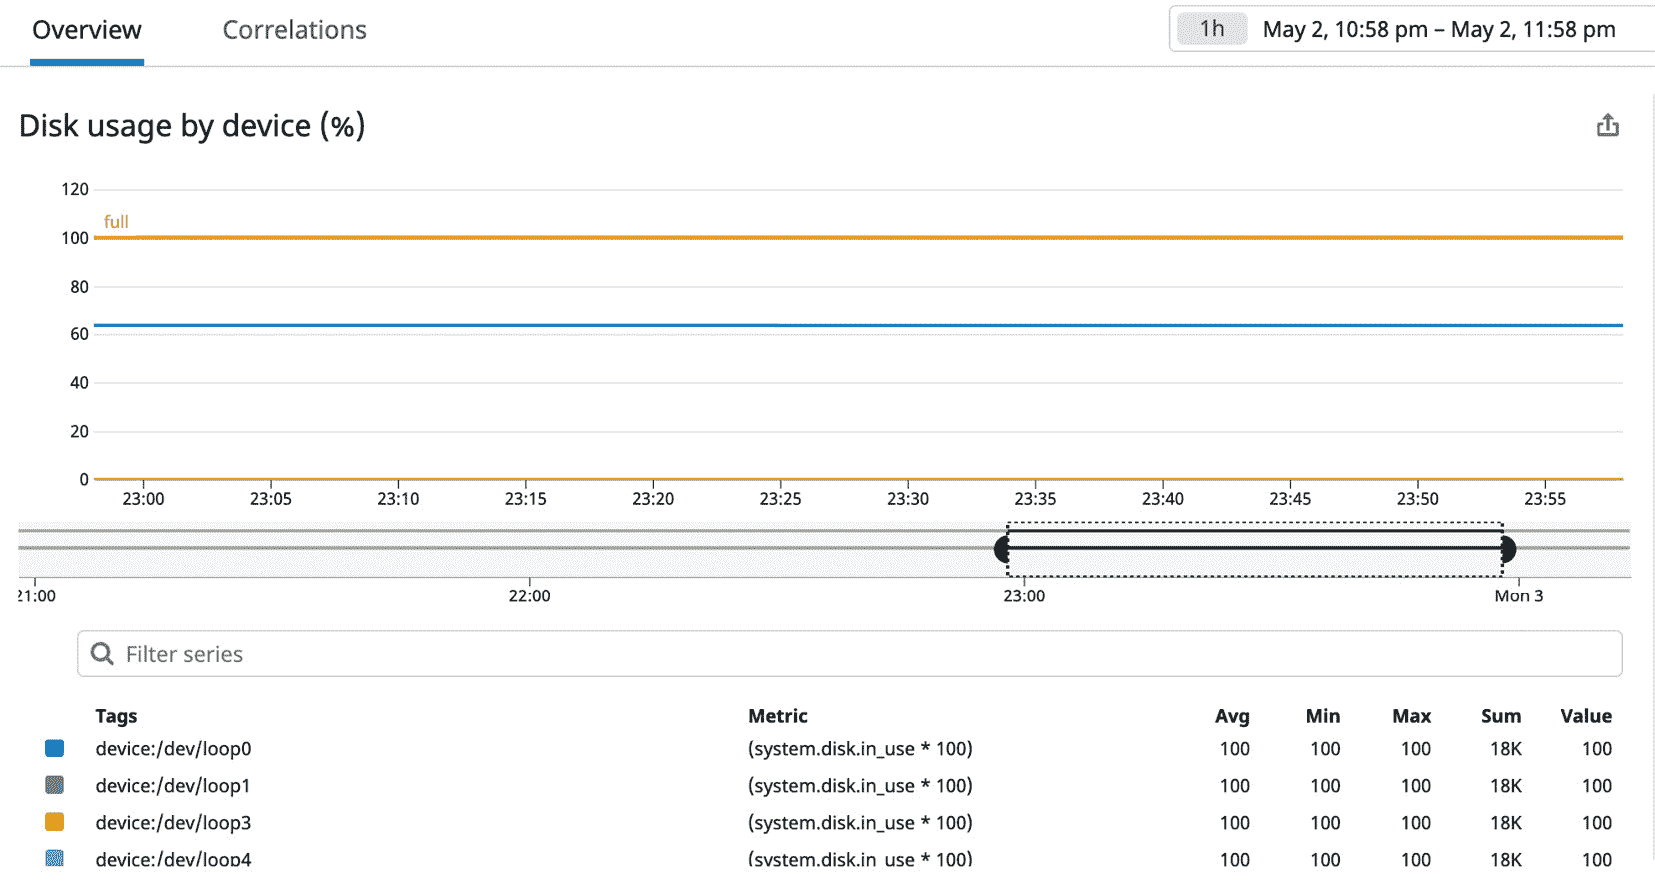 Overview Correlations 1h May 2, 10:58 pm – May 2, 11:58 pm
Disk usage by device (%)
120
full
100
80
60
40
20
0
23:00 23:05 23:10 23:15 23:20 23:25 23:30 23:35 23:40 23:45 23:50 23:55
21:00 22:00 23:00 Mon 3
Filter series
Tags Metric Avg Min Max Sum Value
device:/dev/loop0 (system.disk.in_use * 100) 100 100 100 18K 100
device:/dev/loop1 (system.disk.in_use * 100) 100 100 100 18K 100
device:/dev/loop3 (system.disk.in_use * 100) 100 100 100 18K 100
device:/dev/loop4 (system.disk.in_use * 100) 100 100 100 18K 100